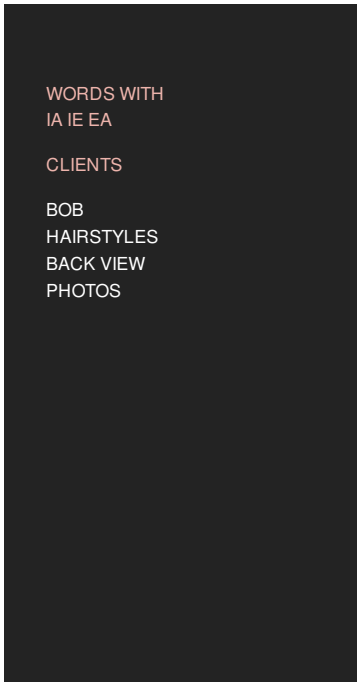 WORDS WITH
IA IE EA
CLIENTS
BOB
HAIRSTYLES
BACK VIEW
PHOTOS